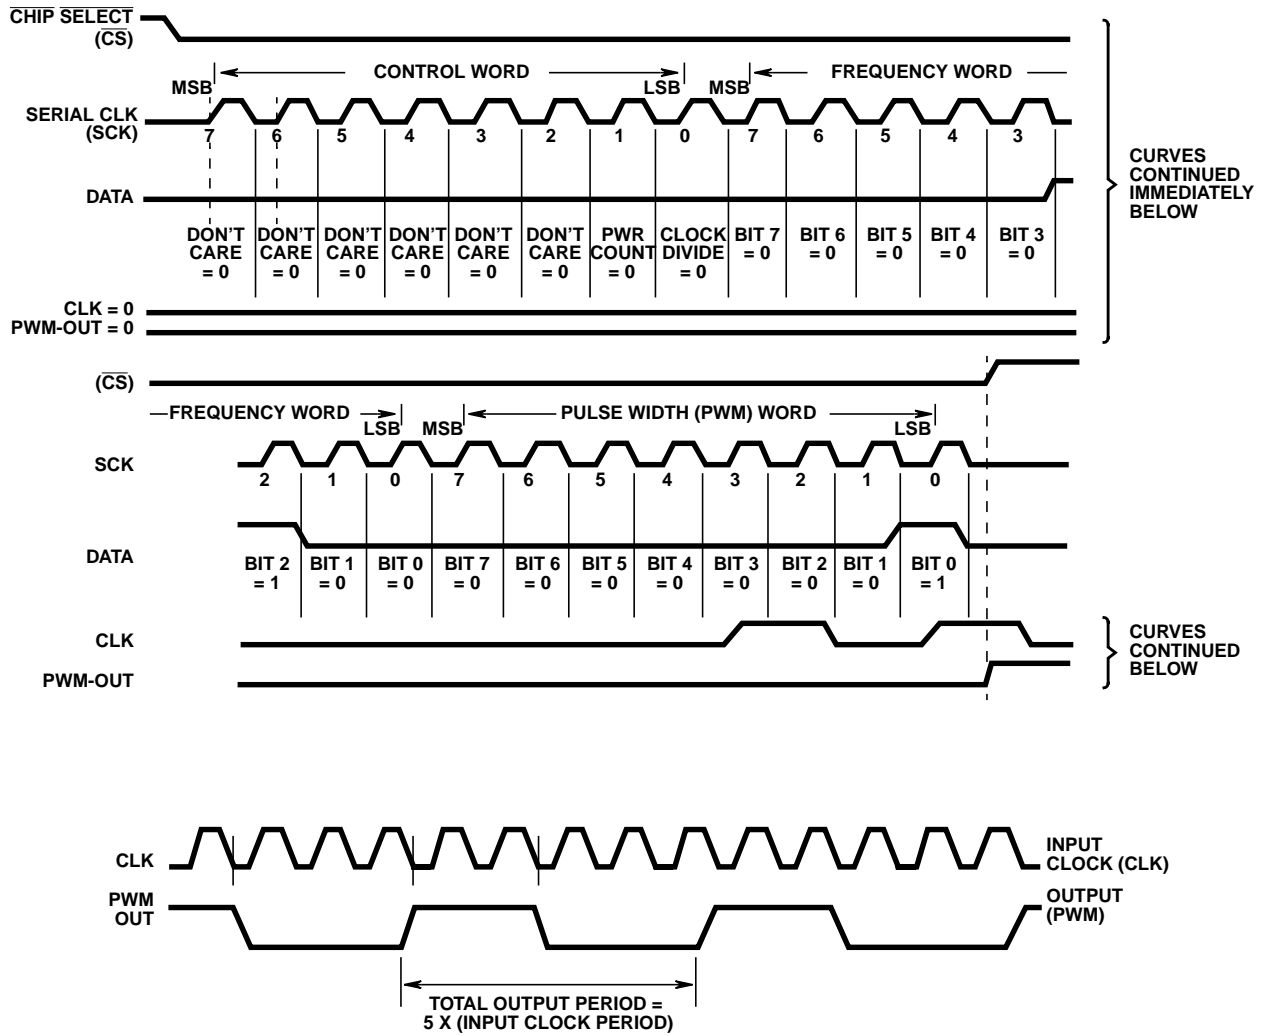 CHIP SELECT
(CS)
MSB
CONTROL WORD
LSB
MSB
FREQUENCY WORD
SERIAL CLK
(SCK)
7 6 5 4 3 2 1 0 7 6 5 4 3
DATA
DON'T CARE = 0
DON'T CARE = 0
DON'T CARE = 0
DON'T CARE = 0
DON'T CARE = 0
DON'T CARE = 0
PWR COUNT = 0
CLOCK DIVIDE = 0
BIT 7 = 0
BIT 6 = 0
BIT 5 = 0
BIT 4 = 0
BIT 3 = 0
CURVES
CONTINUED
IMMEDIATELY
BELOW
CLK = 0
PWM-OUT = 0
(CS)
FREQUENCY WORD
LSB
MSB
PULSE WIDTH (PWM) WORD
LSB
SCK
2 1 0 7 6 5 4 3 2 1 0
DATA
BIT 2 = 1
BIT 1 = 0
BIT 0 = 0
BIT 7 = 0
BIT 6 = 0
BIT 5 = 0
BIT 4 = 0
BIT 3 = 0
BIT 2 = 0
BIT 1 = 0
BIT 0 = 1
CLK
PWM-OUT
CURVES
CONTINUED
BELOW
CLK
INPUT
CLOCK (CLK)
PWM
OUT
OUTPUT
(PWM)
TOTAL OUTPUT PERIOD =
5 X (INPUT CLOCK PERIOD)